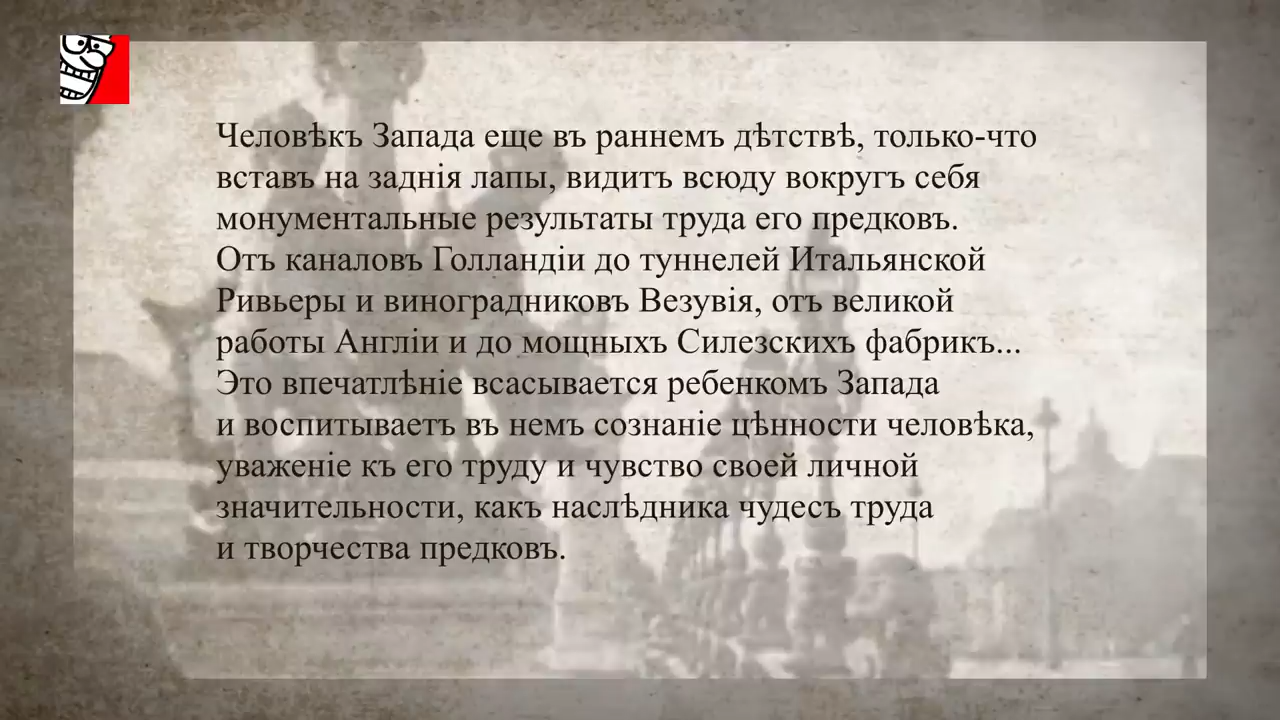 Человѣкъ Запада еще въ раннемъ дѣтствѣ, только-что
вставъ на заднія лапы, видитъ всюду вокругъ себя
монументальные результаты труда его предковъ.
Отъ каналовъ Голландіи до туннелей Итальянской
Ривьеры и виноградниковъ Везувія, отъ великой
работы Англіи и до мощныхъ Силезскихъ фабрикъ...
Это впечатлѣніе всасывается ребенкомъ Запада
и воспитываетъ въ немъ сознаніе цѣнности человѣка,
уваженіе къ его труду и чувство своей личной
значительности, какъ наслѣдника чудесъ труда
и творчества предковъ.